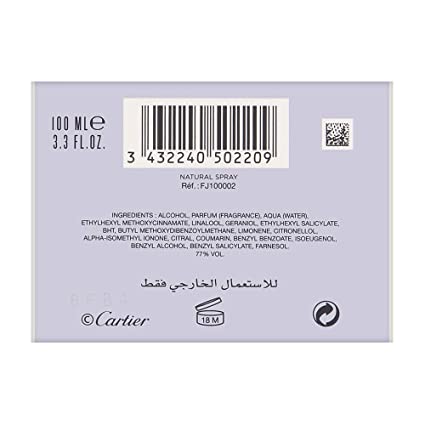 100 ML℮
3.3 FL.OZ.
3 432240 502209
NATURAL SPRAY
Réf.:FJ100002
INGREDIENTS : ALCOHOL, PARFUM (FRAGRANCE), AQUA (WATER),
ETHYLHEXYL METHOXYCINNAMATE, LINALOOL, GERANIOL, ETHYLHEXYL SALICYLATE,
BHT, BUTYL METHOXYDIBENZOYLMETHANE, LIMONENE, CITRONELLOL,
ALPHA-ISOMETHYL IONONE, CITRAL, COUMARIN, BENZYL BENZOATE, ISOEUGENOL,
BENZYL ALCOHOL, BENZYL SALICYLATE, FARNESOL.
77% VOL.
للاستعمال الخارجي فقط
18 M
©Cartier